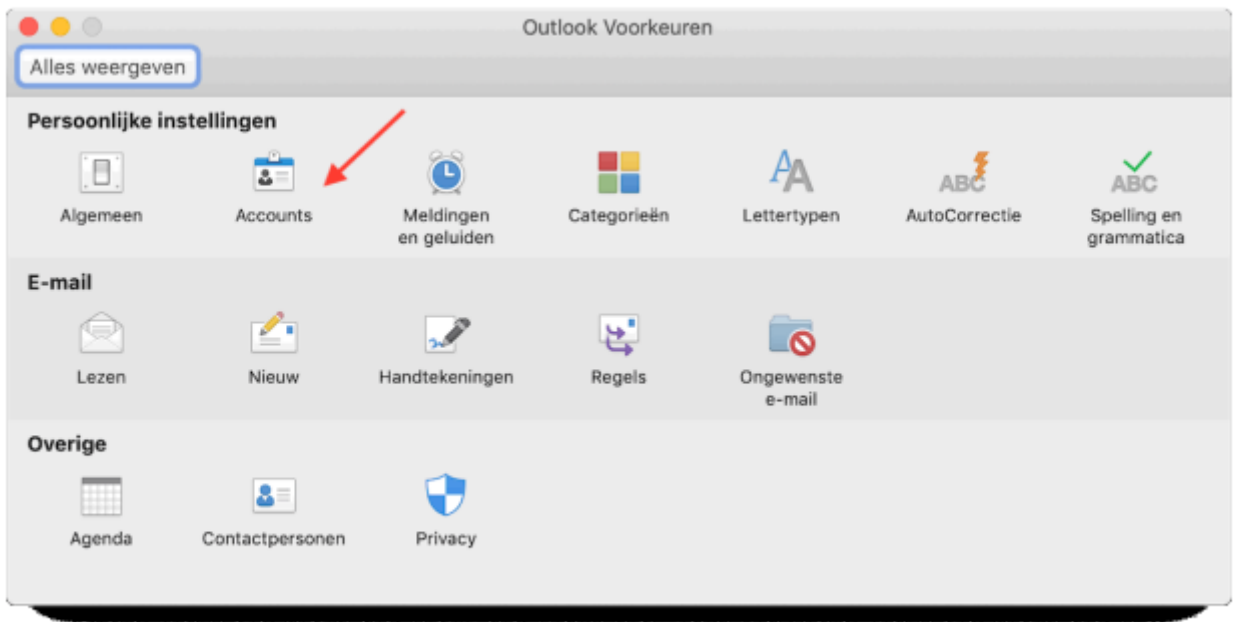 Outlook Voorkeuren
Alles weergeven
Persoonlijke instellingen
Algemeen
Accounts
Meldingen
en geluiden
Categorieën
Lettertypen
AutoCorrectie
Spelling en
grammatica
E-mail
Lezen
Nieuw
Handtekeningen
Regels
Ongewenste
e-mail
Overige
Agenda
Contactpersonen
Privacy